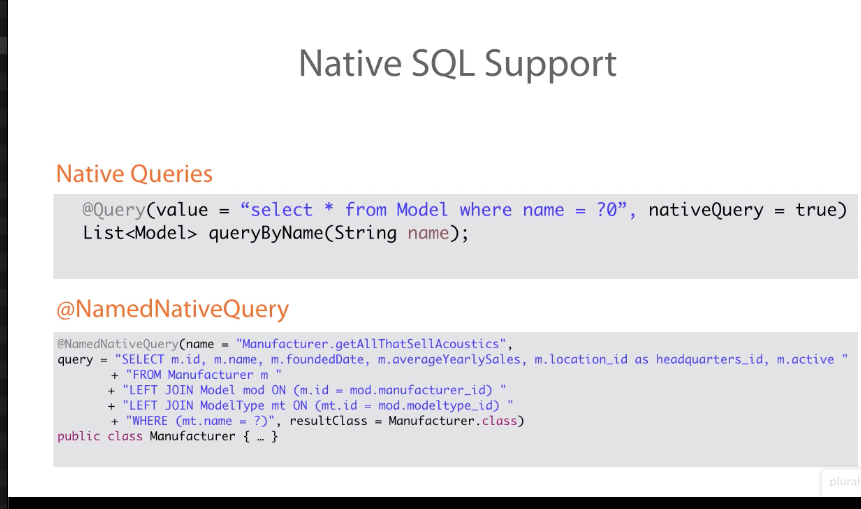 Native SQL Support
Native Queries
@Query(value = “select * from Model where name = ?0”, nativeQuery = true)
List<Model> queryByName(String name);
@NamedNativeQuery
@NamedNativeQuery(name = "Manufacturer.getAllThatSellAcoustics",
query = "SELECT m.id, m.name, m.foundedDate, m.averageYearlySales, m.location_id as headquarters_id, m.active "
+ "FROM Manufacturer m "
+ "LEFT JOIN Model mod ON (m.id = mod.manufacturer_id) "
+ "LEFT JOIN ModelType mt ON (mt.id = mod.modeltype_id) "
+ "WHERE (mt.name = ?)", resultClass = Manufacturer.class)
public class Manufacturer { … }
plural